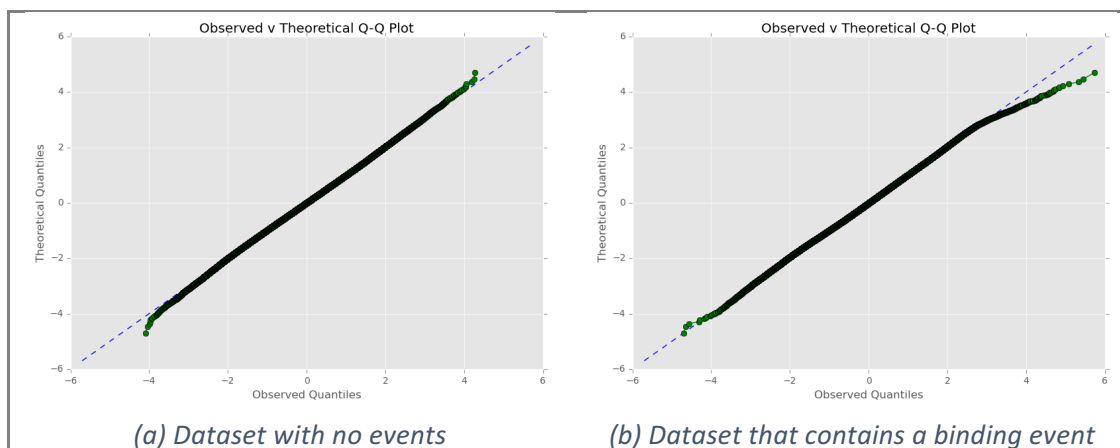 Observed v Theoretical Q-Q Plot
6
4
2
0
−2
−4
−6
−6 −4 −2 0 2 4 6
Theoretical Quantiles
Observed Quantiles
(a) Dataset with no events
Observed v Theoretical Q-Q Plot
6
4
2
0
−2
−4
−6
−6 −4 −2 0 2 4 6
Theoretical Quantiles
Observed Quantiles
(b) Dataset that contains a binding event